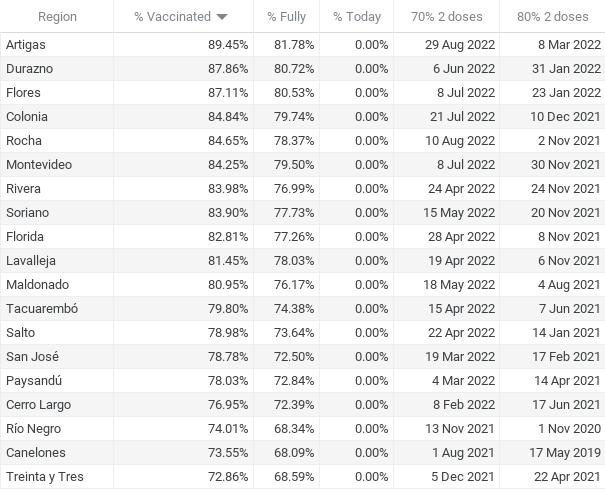 Region % Vaccinated % Fully % Today 70% 2 doses 80% 2 doses
Artigas 89.45% 81.78% 0.00% 29 Aug 2022 8 Mar 2022
Durazno 87.86% 80.72% 0.00% 6 Jun 2022 31 Jan 2022
Flores 87.11% 80.53% 0.00% 8 Jul 2022 23 Jan 2022
Colonia 84.84% 79.74% 0.00% 21 Jul 2022 10 Dec 2021
Rocha 84.65% 78.37% 0.00% 10 Aug 2022 2 Nov 2021
Montevideo 84.25% 79.50% 0.00% 8 Jul 2022 30 Nov 2021
Rivera 83.98% 76.99% 0.00% 24 Apr 2022 24 Nov 2021
Soriano 83.90% 77.73% 0.00% 15 May 2022 20 Nov 2021
Florida 82.81% 77.26% 0.00% 28 Apr 2022 8 Nov 2021
Lavalleja 81.45% 78.03% 0.00% 19 Apr 2022 6 Nov 2021
Maldonado 80.95% 76.17% 0.00% 18 May 2022 4 Aug 2021
Tacuarembó 79.80% 74.38% 0.00% 15 Apr 2022 7 Jun 2021
Salto 78.98% 73.64% 0.00% 22 Apr 2022 14 Jan 2021
San José 78.78% 72.50% 0.00% 19 Mar 2022 17 Feb 2021
Paysandú 78.03% 72.84% 0.00% 4 Mar 2022 14 Apr 2021
Cerro Largo 76.95% 72.39% 0.00% 8 Feb 2022 17 Jun 2021
Río Negro 74.01% 68.34% 0.00% 13 Nov 2021 1 Nov 2020
Canelones 73.55% 68.09% 0.00% 1 Aug 2021 17 May 2019
Treinta y Tres 72.86% 68.59% 0.00% 5 Dec 2021 22 Apr 2021